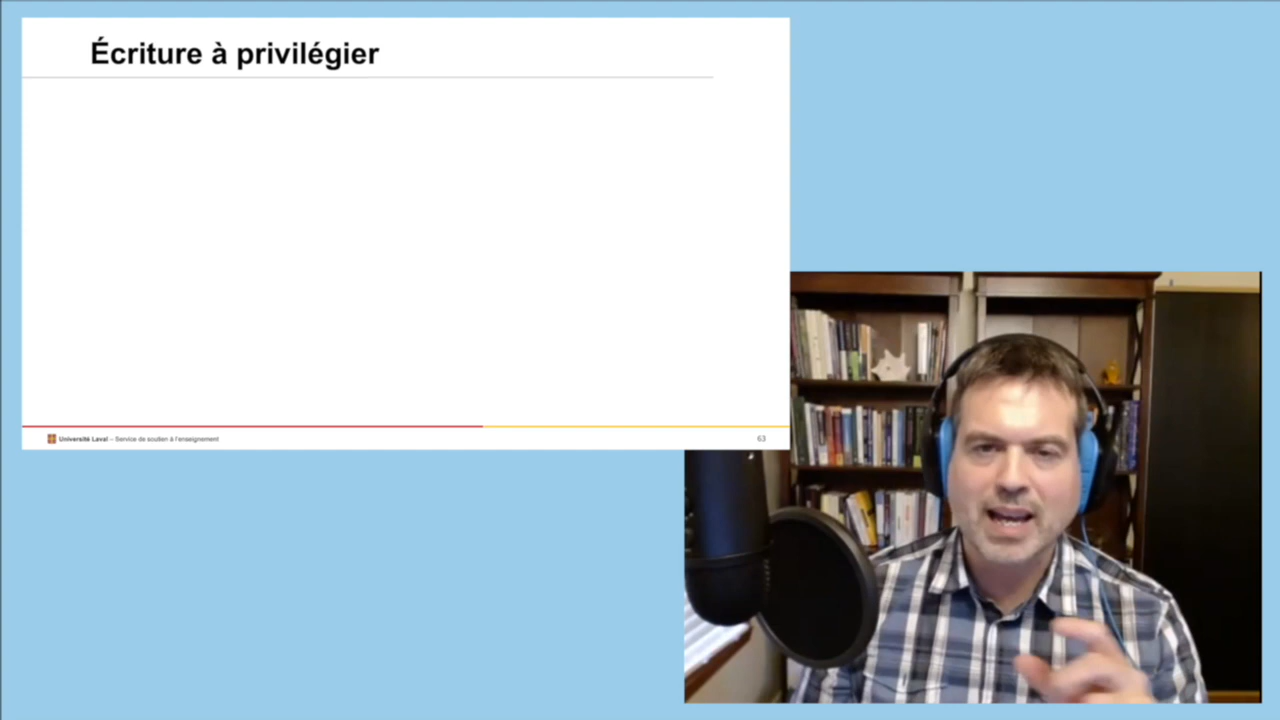 Écriture à privilégier
Université Laval – Service de soutien à l'enseignement
63